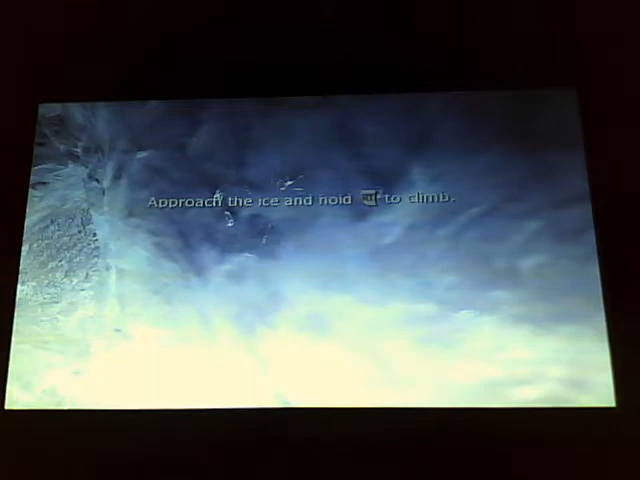 Approach the ice and hold to climb.